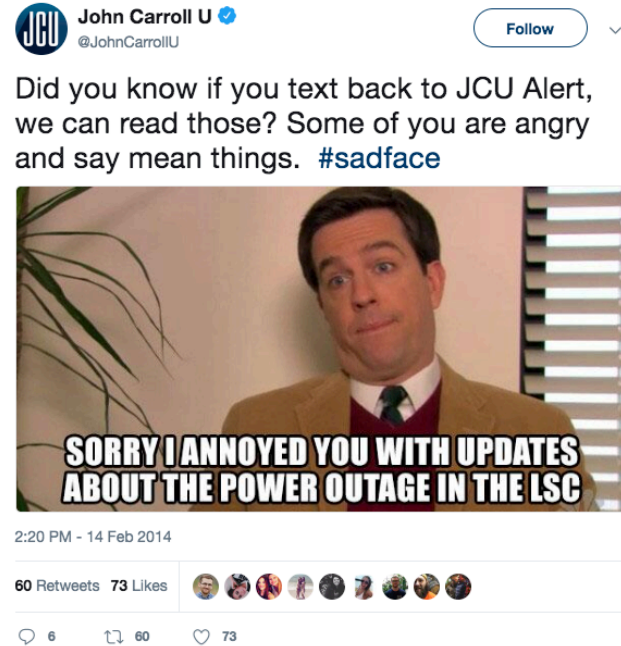 JCU
John Carroll U
@JohnCarrollU
Follow
Did you know if you text back to JCU Alert,
we can read those? Some of you are angry
and say mean things. #sadface
SORRY I ANNOYED YOU WITH UPDATES
ABOUT THE POWER OUTAGE IN THE LSC
2:20 PM - 14 Feb 2014
60 Retweets 73 Likes
6 60 73